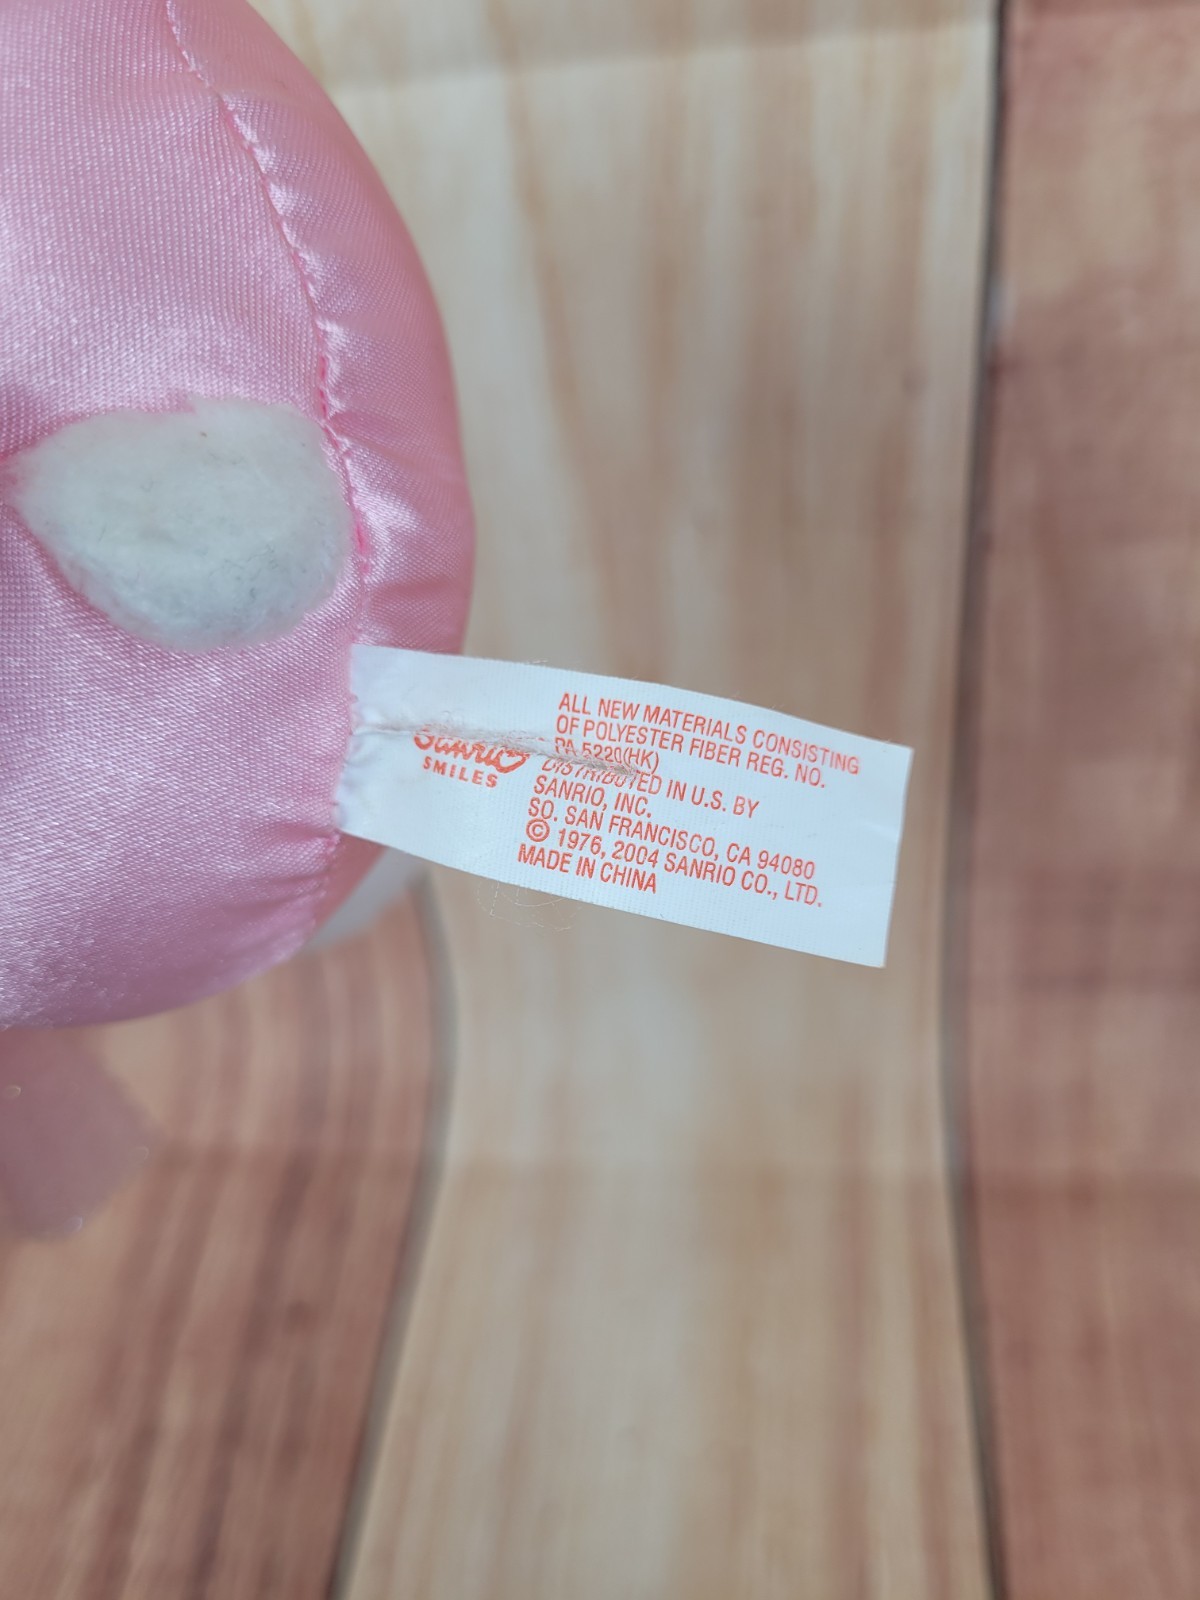 Sanrio
SMILES
ALL NEW MATERIALS CONSISTING
OF POLYESTER FIBER REG. NO.
PA 5220(HK)
DISTRIBUTED IN U.S. BY
SANRIO, INC.
SO. SAN FRANCISCO, CA 94080
© 1976, 2004 SANRIO CO., LTD.
MADE IN CHINA